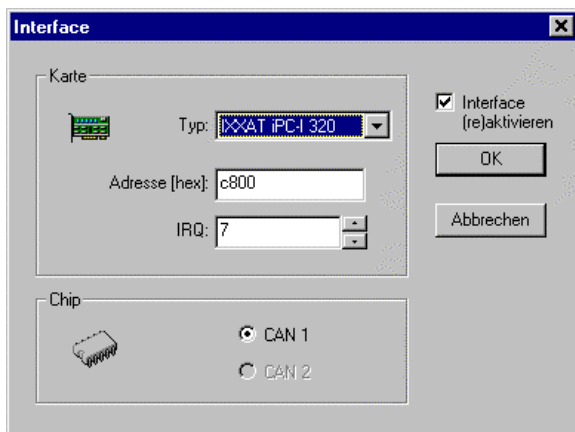 Interface
Karte
Typ: IXXAT iPC-I 320
Adresse [hex]: c800
IRQ: 7
Interface
(re)aktivieren
OK
Abbrechen
Chip
CAN 1
CAN 2